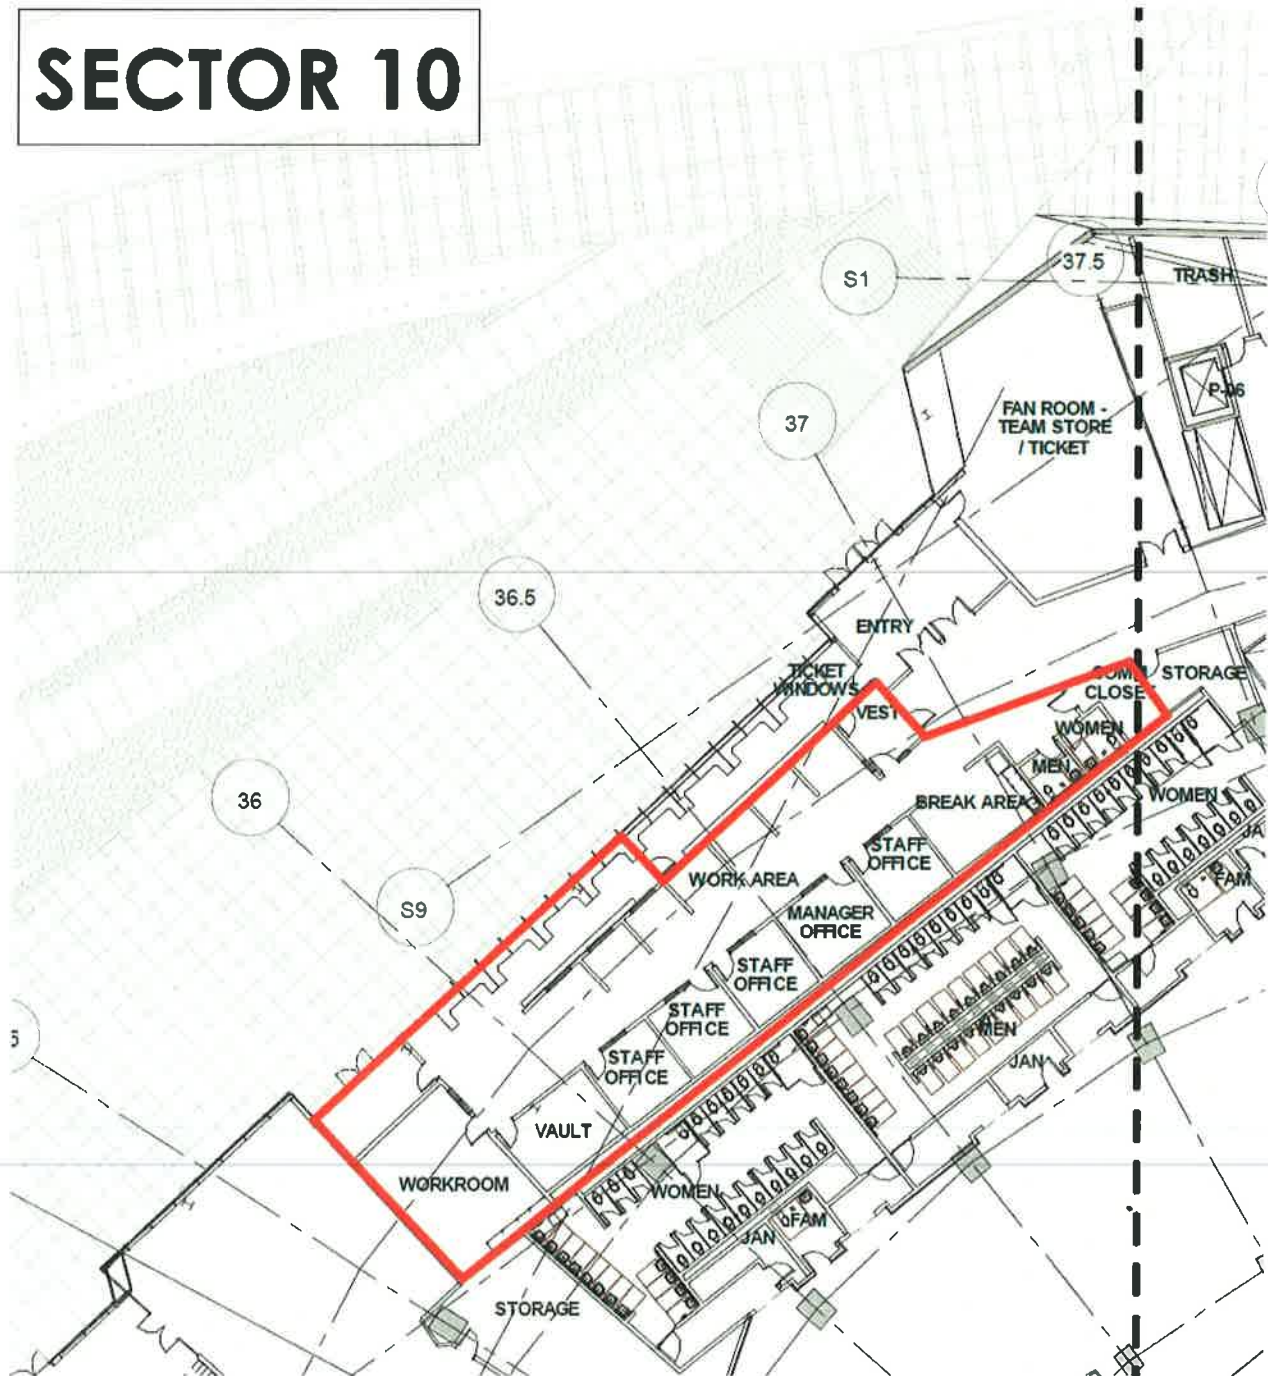 SECTOR 10
S1
37.5
TRASH
P-06
37
FAN ROOM -
TEAM STORE
/ TICKET
36.5
ENTRY
TICKET
WINDOWS
VEST
COMM
CLOSET
STORAGE
WOMEN
MEN
BREAK AREA
WOMEN
36
STAFF
OFFICE
WORK AREA
S9
MANAGER
OFFICE
FAM
STAFF
OFFICE
STAFF
OFFICE
MEN
JAN
STAFF
OFFICE
VAULT
WORKROOM
WOMEN
FAM
JAN
STORAGE